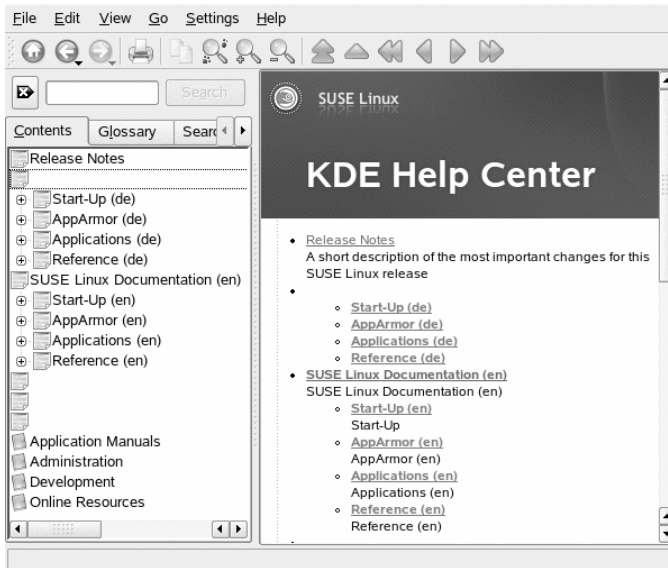 File Edit View Go Settings Help
Search
Contents Glossary Searc
Release Notes
Start-Up (de)
AppArmor (de)
Applications (de)
Reference (de)
SUSE Linux Documentation (en)
Start-Up (en)
AppArmor (en)
Applications (en)
Reference (en)
Application Manuals
Administration
Development
Online Resources
SUSE Linux
KDE Help Center
Release Notes
A short description of the most important changes for this
SUSE Linux release
Start-Up (de)
AppArmor (de)
Applications (de)
Reference (de)
SUSE Linux Documentation (en)
SUSE Linux Documentation (en)
Start-Up (en)
Start-Up
AppArmor (en)
AppArmor (en)
Applications (en)
Applications (en)
Reference (en)
Reference (en)